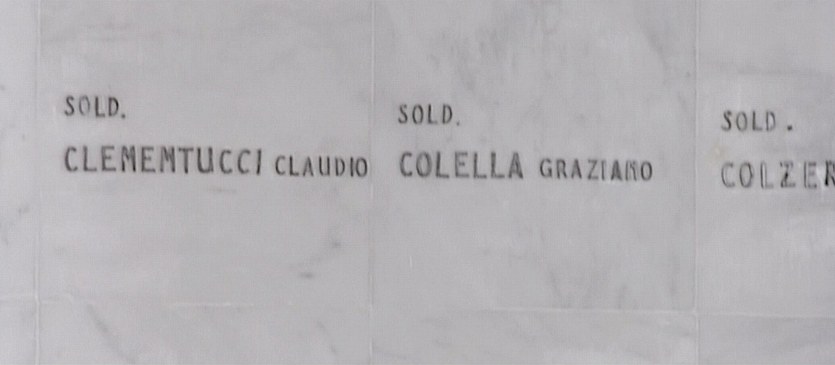 SOLD.
CLEMENTUCCI CLAUDIO
SOLD.
COLELLA GRAZIANO
SOLD.